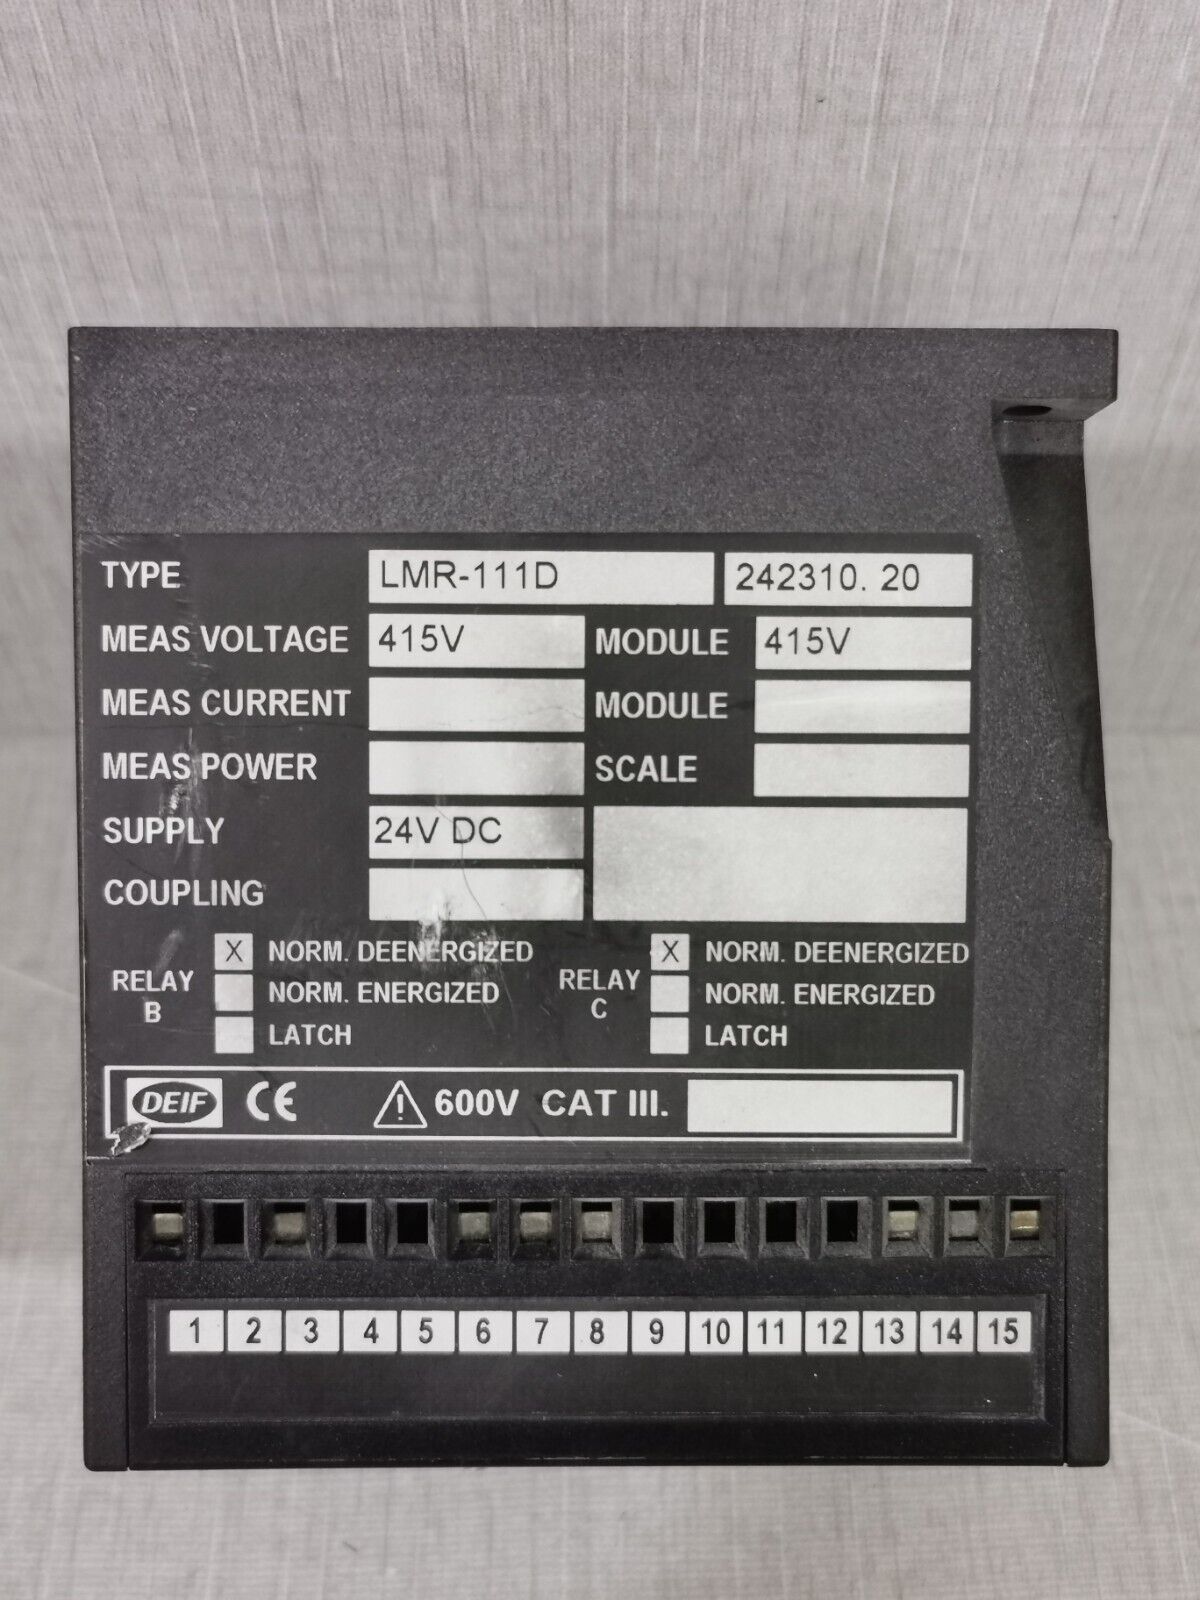 TYPE LMR-111D 242310. 20
MEAS VOLTAGE 415V MODULE 415V
MEAS CURRENT MODULE
MEAS POWER SCALE
SUPPLY 24V DC
COUPLING
RELAY B X NORM. DEENERGIZED
NORM. ENERGIZED
LATCH
RELAY C X NORM. DEENERGIZED
NORM. ENERGIZED
LATCH
DEIF CE 600V CAT III.
1 2 3 4 5 6 7 8 9 10 11 12 13 14 15